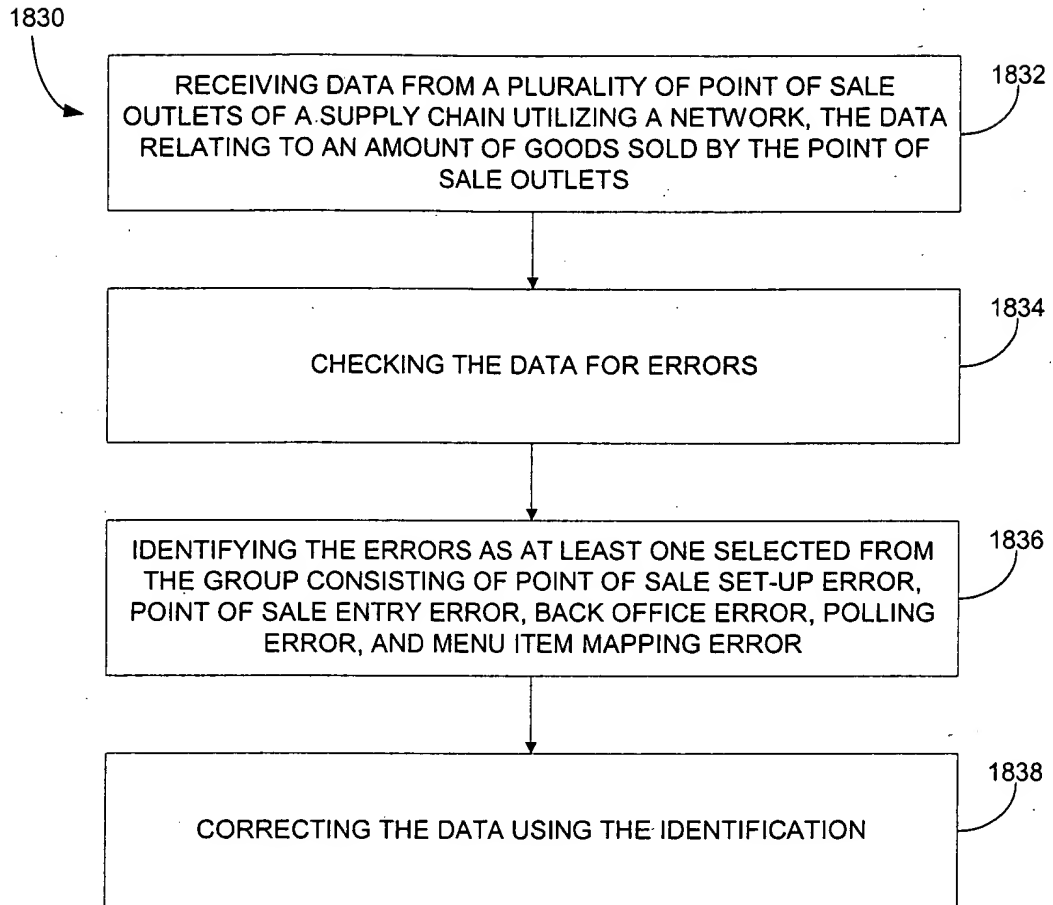 1830
RECEIVING DATA FROM A PLURALITY OF POINT OF SALE
OUTLETS OF A SUPPLY CHAIN UTILIZING A NETWORK, THE DATA
RELATING TO AN AMOUNT OF GOODS SOLD BY THE POINT OF
SALE OUTLETS
1832
CHECKING THE DATA FOR ERRORS
1834
IDENTIFYING THE ERRORS AS AT LEAST ONE SELECTED FROM
THE GROUP CONSISTING OF POINT OF SALE SET-UP ERROR,
POINT OF SALE ENTRY ERROR, BACK OFFICE ERROR, POLLING
ERROR, AND MENU ITEM MAPPING ERROR
1836
CORRECTING THE DATA USING THE IDENTIFICATION
1838